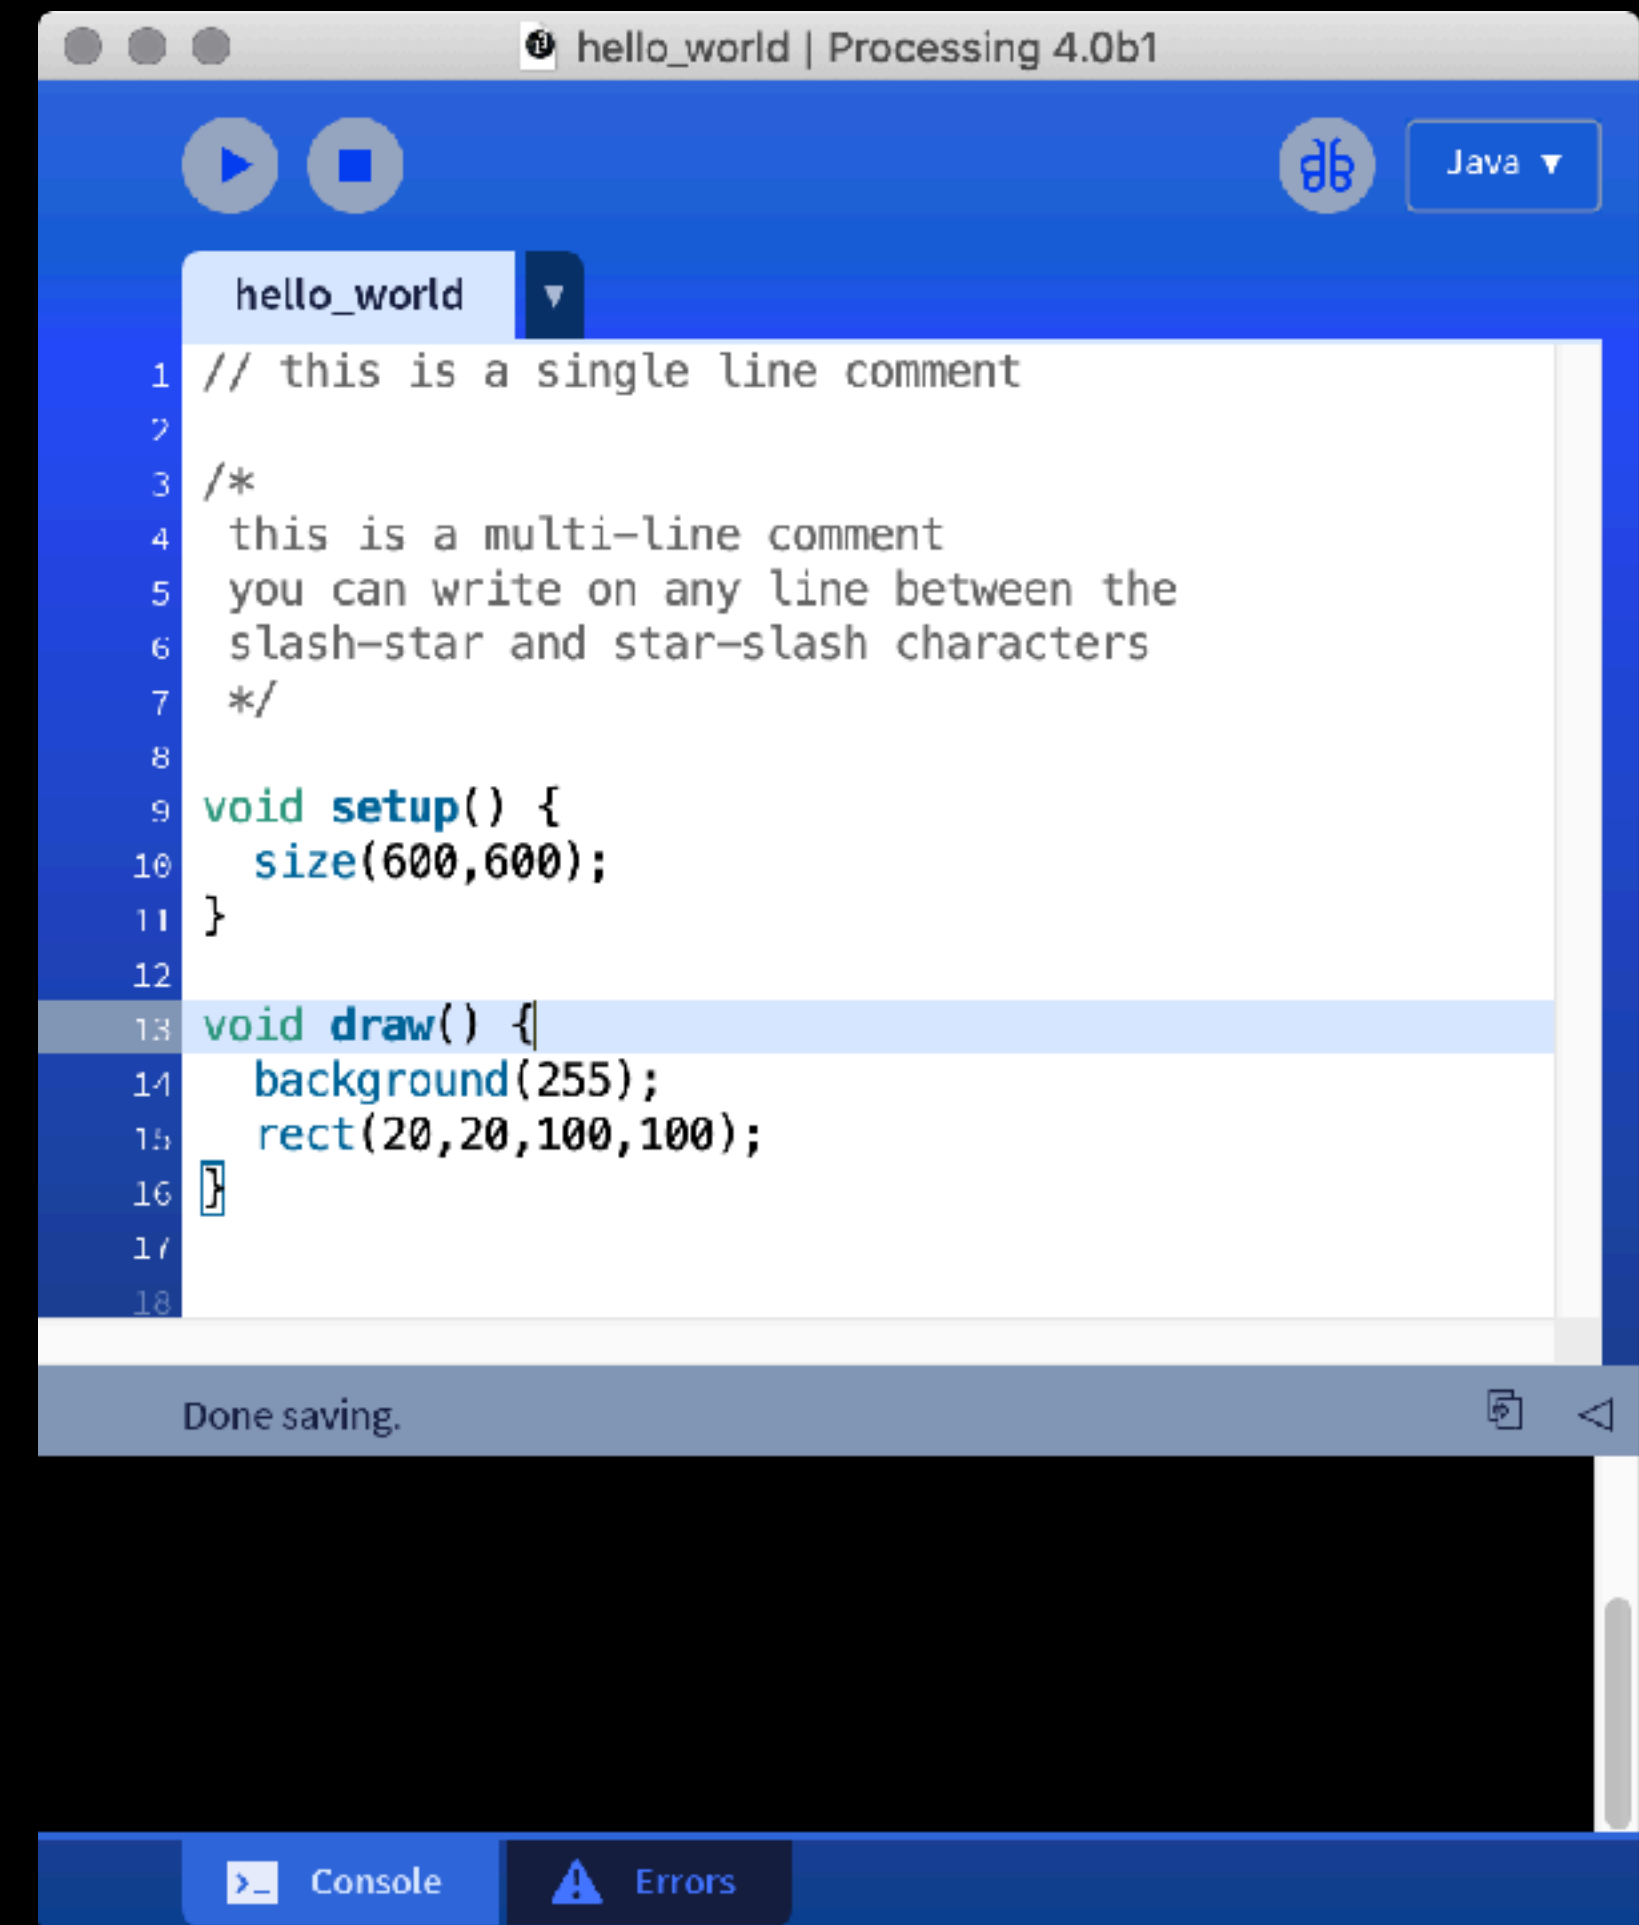 hello_world | Processing 4.0b1
Java ▼
hello_world ▼
1 // this is a single line comment
2
3 /*
4 this is a multi-line comment
5 you can write on any line between the
6 slash-star and star-slash characters
7 */
8
9 void setup() {
10 size(600,600);
11 }
12
13 void draw() {
14 background(255);
15 rect(20,20,100,100);
16 }
17
18
Done saving.
>_ Console Errors